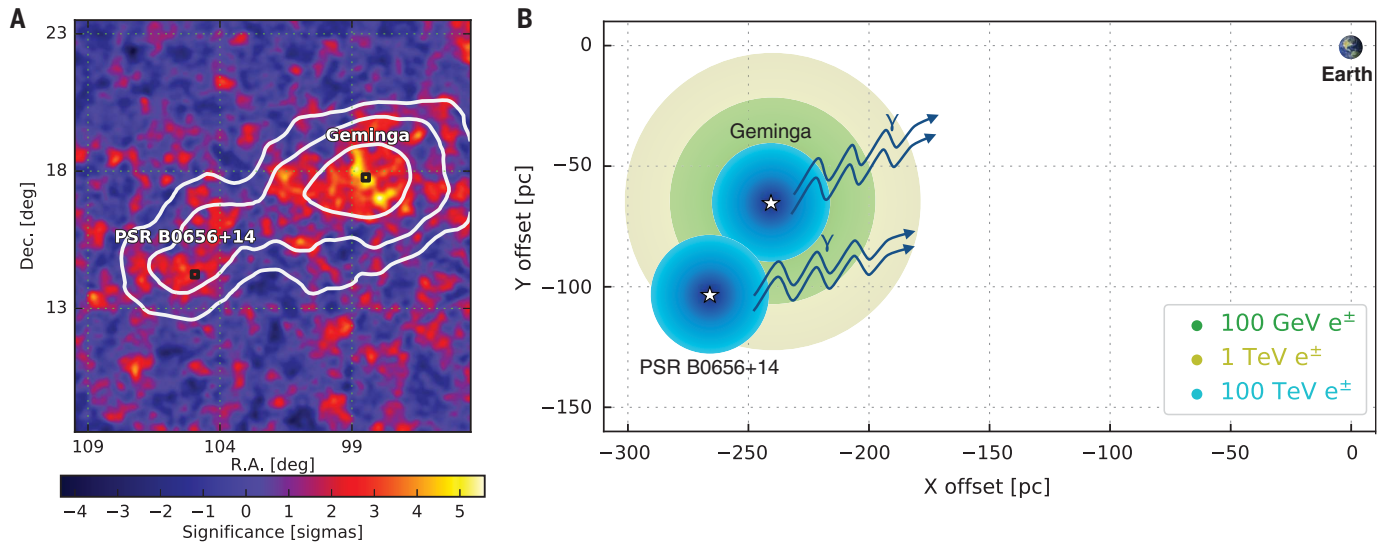 A
23
18
13
Dec. [deg]
Geminga
PSR B0656+14
109
104
99
R.A. [deg]
−4
−3
−2
−1
0
1
2
3
4
5
Significance [sigmas]
B
0
−50
−100
−150
Y offset [pc]
Earth
Geminga
γ
γ
PSR B0656+14
100 GeV e±
1 TeV e±
100 TeV e±
−300
−250
−200
−150
−100
−50
0
X offset [pc]